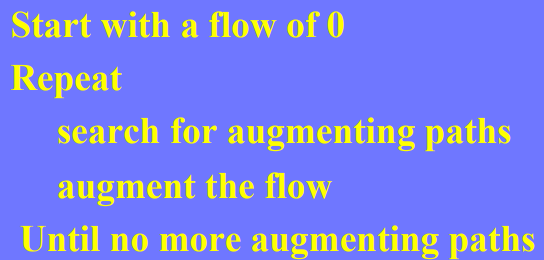 Start with a flow of 0
Repeat
search for augmenting paths
augment the flow
Until no more augmenting paths